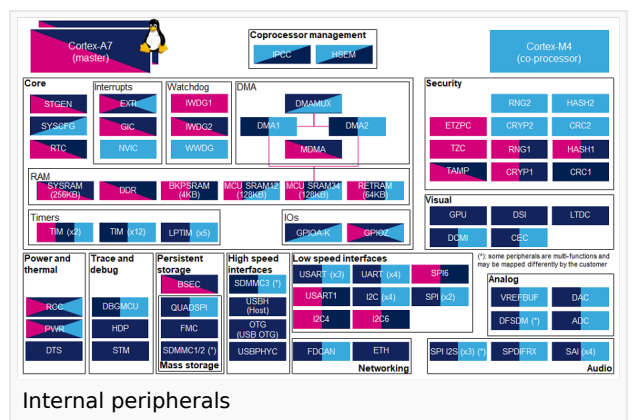 Cortex-A7
(master)
Coprocessor management
IPCC
HSEM
Cortex-M4
(co-processor)
Core
STGEN
SYSCFG
RTC
Interrupts
EXTI
GIC
NVIC
Watchdog
IWDG1
IWDG2
WWDG
DMA
DMAMUX
DMA1
DMA2
MDMA
Security
RNG2
HASH2
ETZPC
CRYP2
CRC2
TZC
RNG1
HASH1
TAMP
CRYP1
CRC1
RAM
SYSRAM
(256KB)
DDR
BKPSRAM
(4KB)
MCU SRAM12
(128KB)
MCU SRAM34
(128KB)
RETRAM
(64KB)
Timers
TIM (x2)
TIM (x12)
LPTIM (x5)
IOs
GPIOA-K
GPIOZ
Visual
GPU
DSI
LTDC
DCMI
CEC
(*): some peripherals are multi-functions and
may be mapped differently by the customer
Power and
thermal
RCC
PWR
DTS
Trace and
debug
DBGMCU
HDP
STM
Persistent
storage
BSEC
QUADSPI
FMC
SDMMC1/2 (*)
Mass storage
High speed
interfaces
SDMMC3 (*)
USBH
(Host)
OTG
(USB OTG)
USBPHYC
Low speed interfaces
USART (x3)
UART (x4)
SPI6
USART1
I2C (x4)
SPI (x2)
I2C4
I2C6
FDCAN
ETH
Networking
Analog
VREFBUF
DAC
DFSDM (*)
ADC
SPI I2S (x3) (*)
SPDIFRX
SAI (x4)
Audio
Internal peripherals